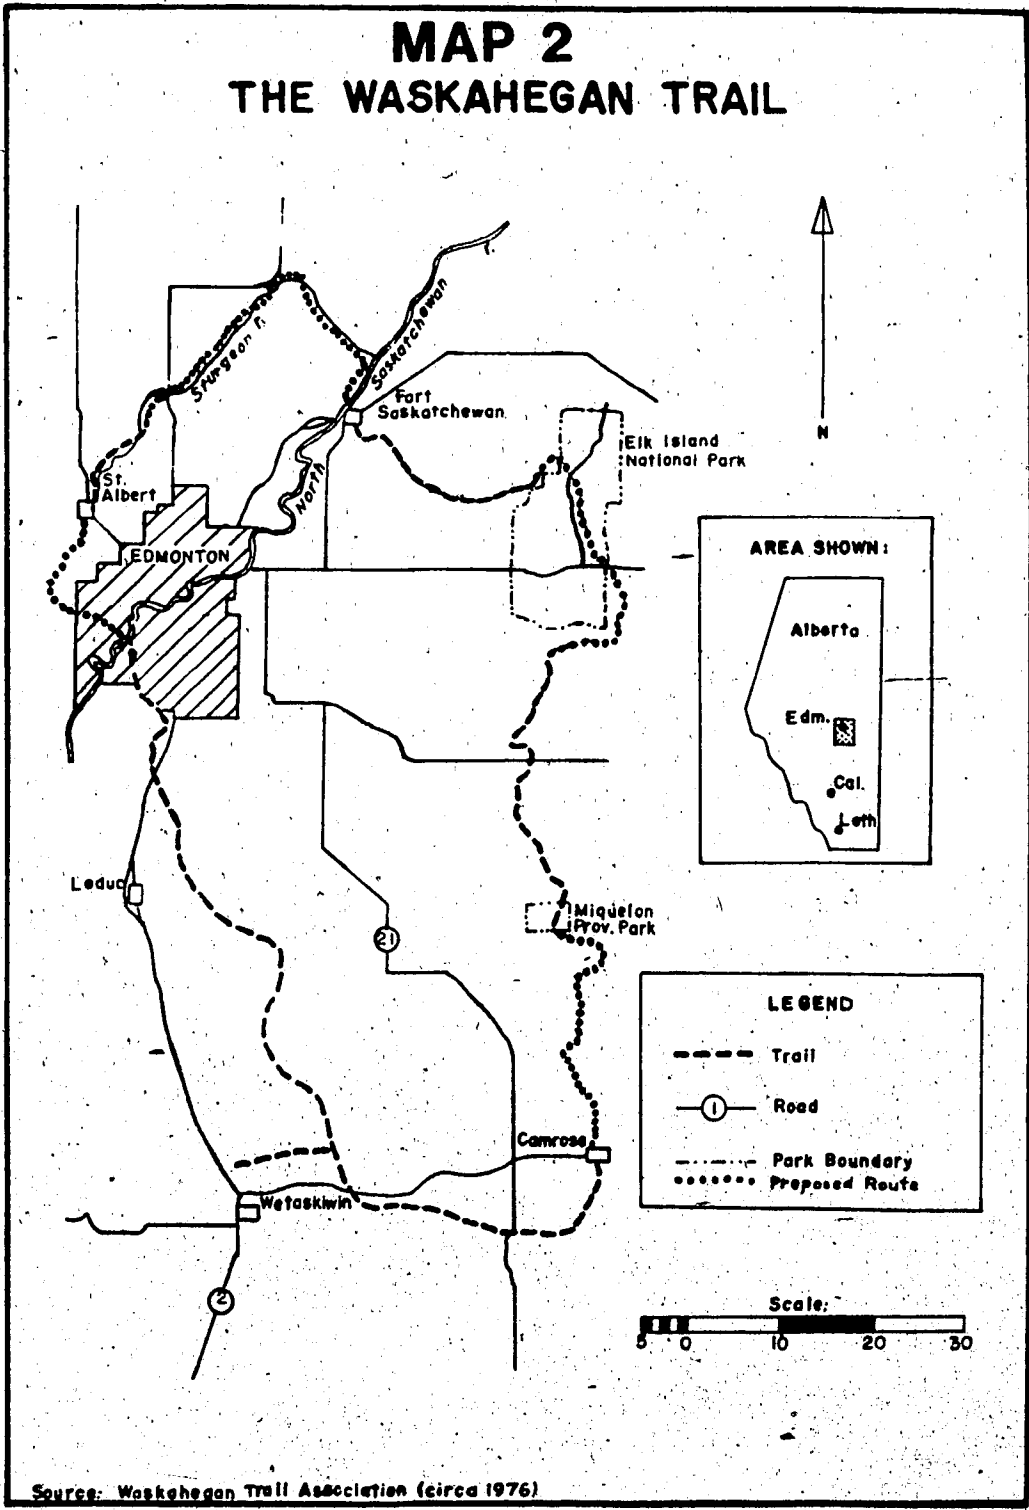 MAP 2
THE WASKAHEGAN TRAIL
Sturgeon r.
Saskatchewan
r.
Fort
Saskatchewan
North
N
Elk Island
National Park
St.
Albert
EDMONTON
AREA SHOWN:
Alberta
Edm.
Cal.
Leth
Leduc
21
Miquelon
Prov. Park
LEGEND
Trail
1 Road
Park Boundary
Proposed Route
Camrose
Wetaskiwin
2
Scale:
5 0 10 20 30
Source: Waskahegan Trail Association (circa 1976)